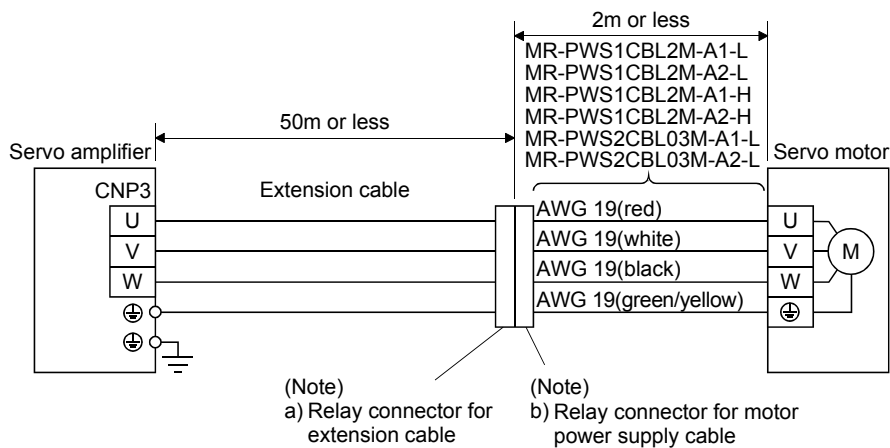 2m or less
MR-PWS1CBL2M-A1-L
MR-PWS1CBL2M-A2-L
MR-PWS1CBL2M-A1-H
MR-PWS1CBL2M-A2-H
MR-PWS2CBL03M-A1-L
MR-PWS2CBL03M-A2-L
50m or less
Servo amplifier
Servo motor
CNP3
Extension cable
U
AWG 19(red)
U
V
AWG 19(white)
V
M
W
AWG 19(black)
W
AWG 19(green/yellow)
(Note)
a) Relay connector for
extension cable
(Note)
b) Relay connector for motor
power supply cable